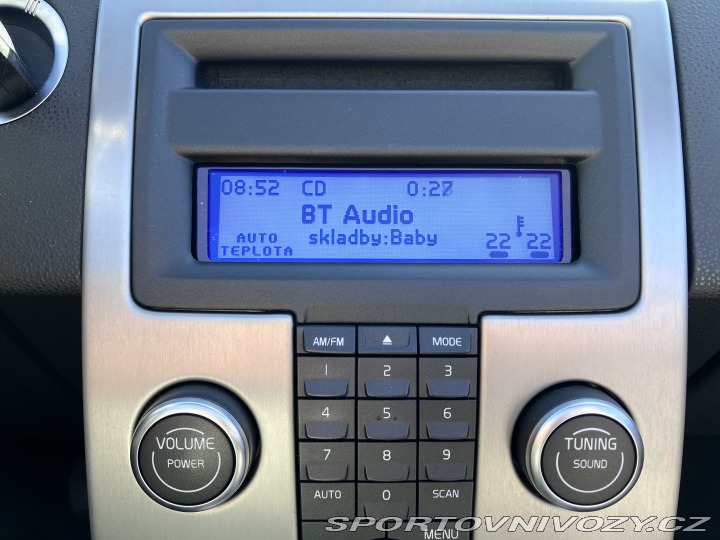 08:52 CD 0:27
BT Audio
skladby:Baby
AUTO
TEPLOTA
22 22
AM/FM MODE
1 2 3
4 5 6
7 8 9
AUTO 0 SCAN
MENU
VOLUME
POWER
TUNING
SOUND
SPORTOVNIVOZY.CZ